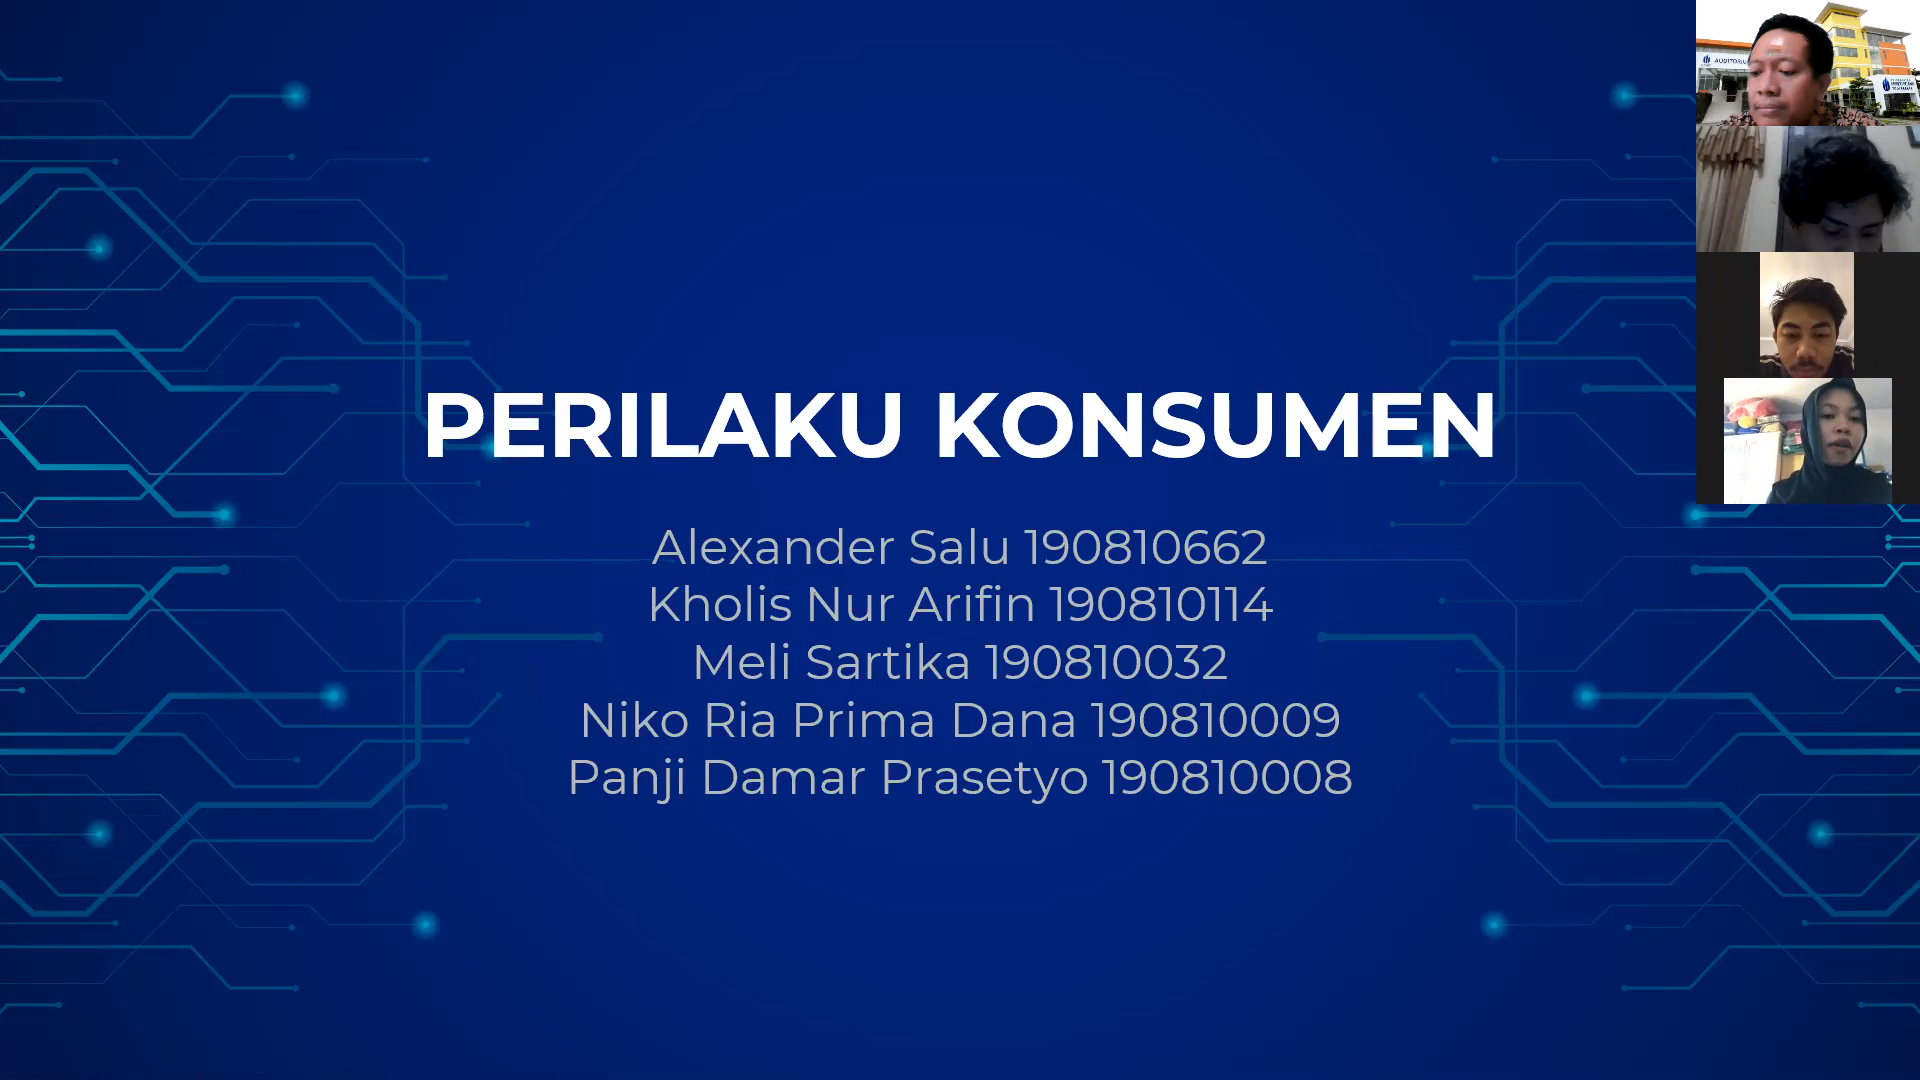 PERILAKU KONSUMEN
Alexander Salu 190810662
Kholis Nur Arifin 190810114
Meli Sartika 190810032
Niko Ria Prima Dana 190810009
Panji Damar Prasetyo 190810008